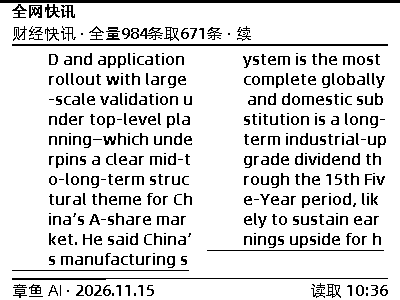 全网快讯
财经快讯 · 全量984条取671条 · 续
D and application
rollout with large
-scale validation u
nder top-level pla
nning—which unde
rpins a clear mid-t
o-long-term struc
tural theme for Ch
ina’s A-share mar
ket. He said China’
s manufacturing s
ystem is the most
complete globally
and domestic sub
stitution is a long-
term industrial-up
grade dividend th
rough the 15th Fiv
e-Year period, lik
ely to sustain ear
nings upside for h
章鱼 AI · 2026.11.15
读取 10:36